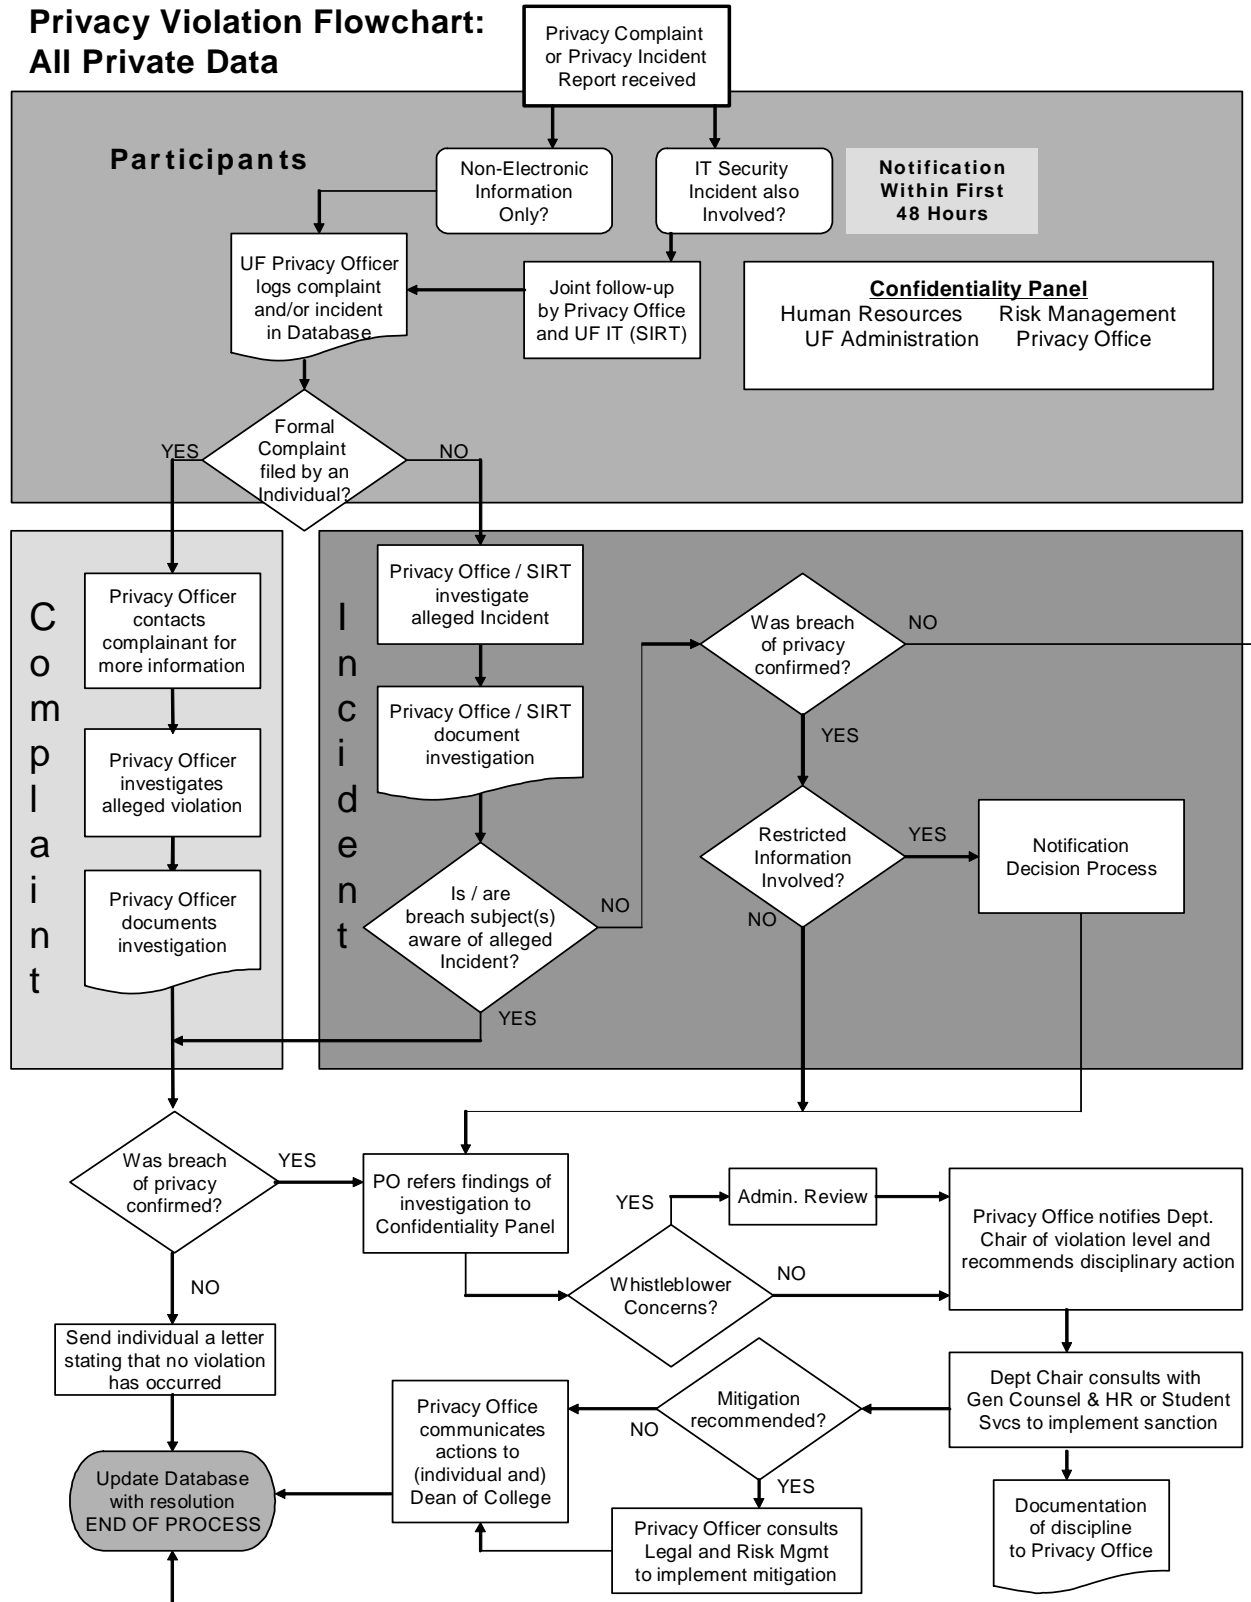 Privacy Violation Flowchart:
All Private Data
Privacy Complaint
or Privacy Incident
Report received
Participants
Non-Electronic
Information
Only?
IT Security
Incident also
Involved?
Notification
Within First
48 Hours
UF Privacy Officer
logs complaint
and/or incident
in Database
Joint follow-up
by Privacy Office
and UF IT (SIRT)
Confidentiality Panel
Human Resources Risk Management
UF Administration Privacy Office
Formal
Complaint
filed by an
Individual?
YES
NO
Complaint
Privacy Officer
contacts
complainant for
more information
Privacy Officer
investigates
alleged violation
Privacy Officer
documents
investigation
Incident
Privacy Office / SIRT
investigate
alleged Incident
Privacy Office / SIRT
document
investigation
Is / are
breach subject(s)
aware of alleged
Incident?
NO
YES
Was breach
of privacy
confirmed?
NO
YES
Restricted
Information
Involved?
YES
NO
Notification
Decision Process
Was breach
of privacy
confirmed?
YES
NO
PO refers findings of
investigation to
Confidentiality Panel
Whistleblower
Concerns?
YES
NO
Admin. Review
Privacy Office notifies Dept.
Chair of violation level and
recommends disciplinary action
Send individual a letter
stating that no violation
has occurred
Privacy Office
communicates
actions to
(individual and)
Dean of College
Mitigation
recommended?
NO
YES
Dept Chair consults with
Gen Counsel & HR or Student
Svcs to implement sanction
Update Database
with resolution
END OF PROCESS
Privacy Officer consults
Legal and Risk Mgmt
to implement mitigation
Documentation
of discipline
to Privacy Office